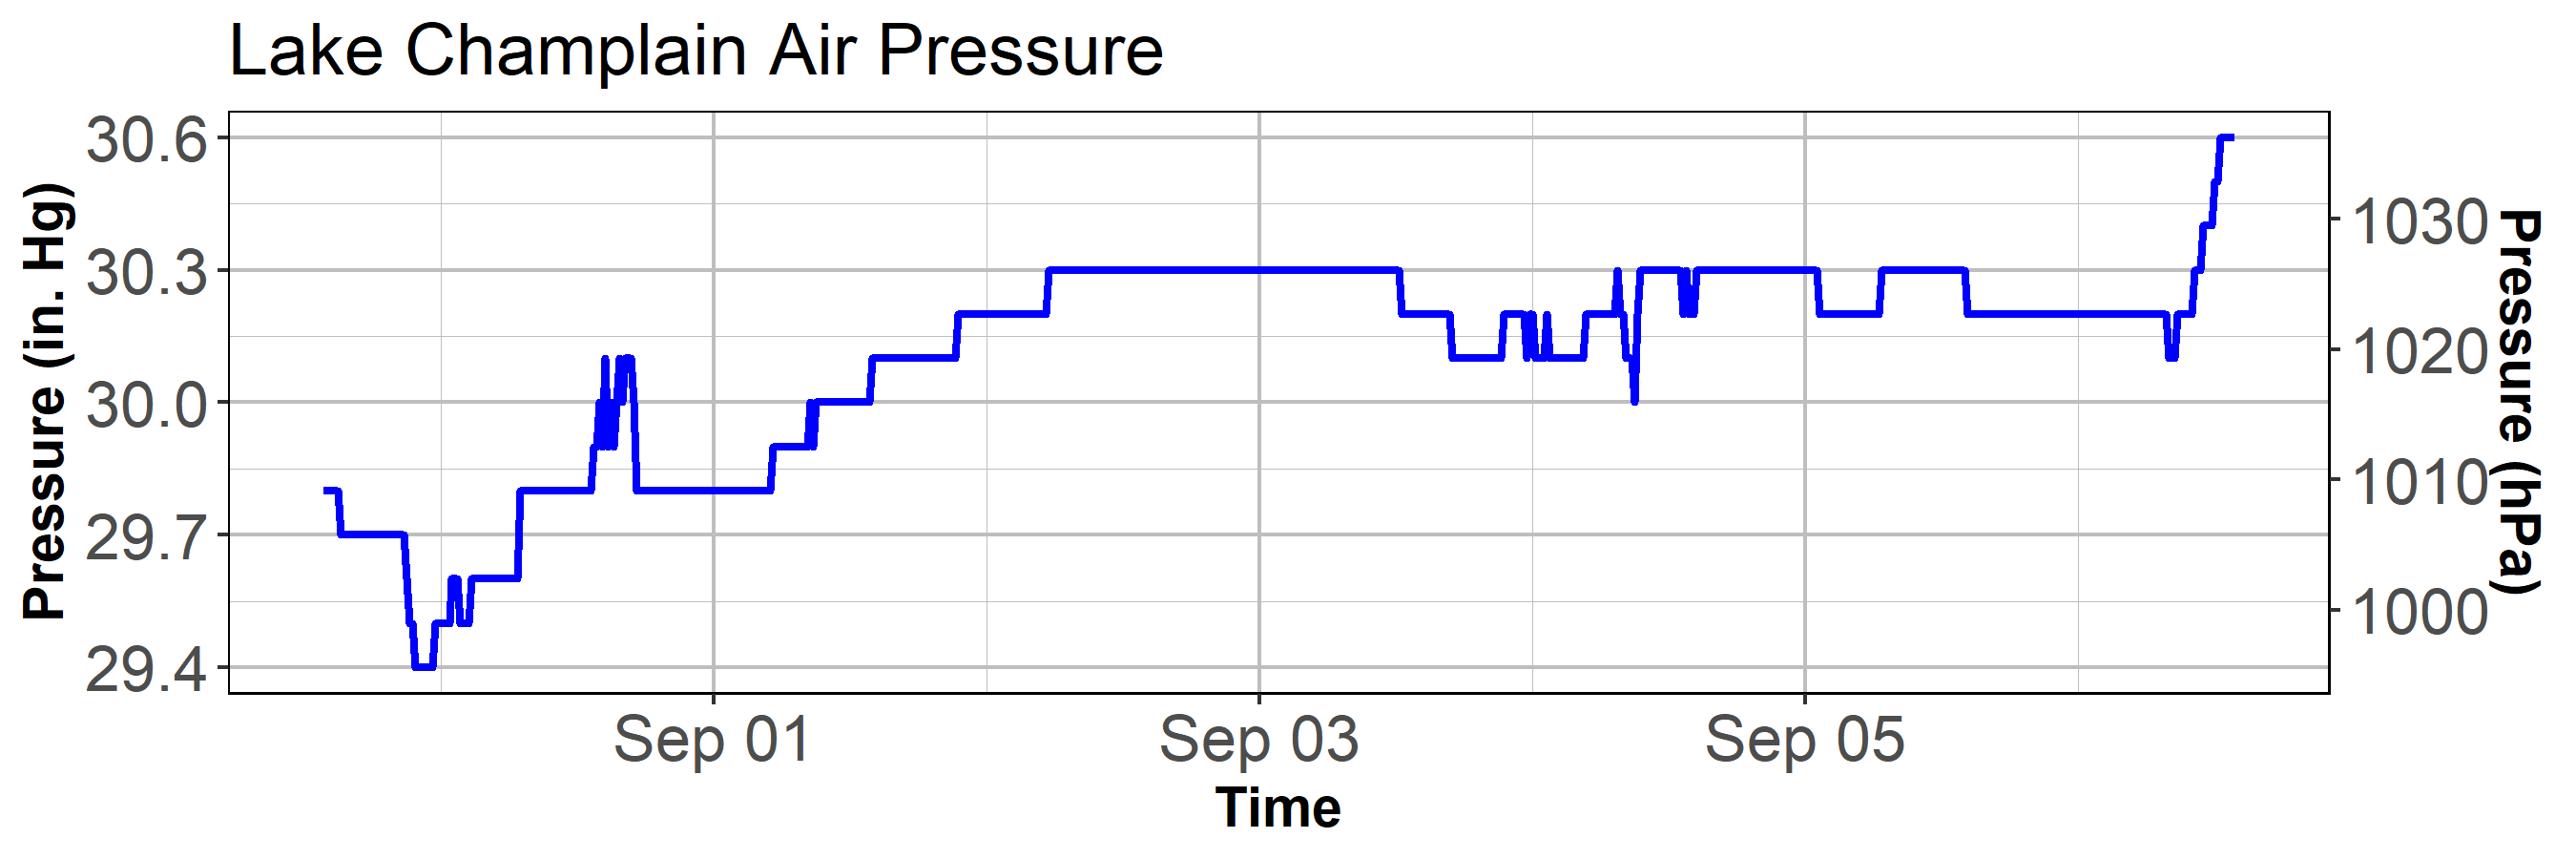 Lake Champlain Air Pressure
Pressure (in. Hg)
30.6
30.3
30.0
29.7
29.4
1030
1020
1010
1000
Pressure (hPa)
Sep 01
Sep 03
Sep 05
Time